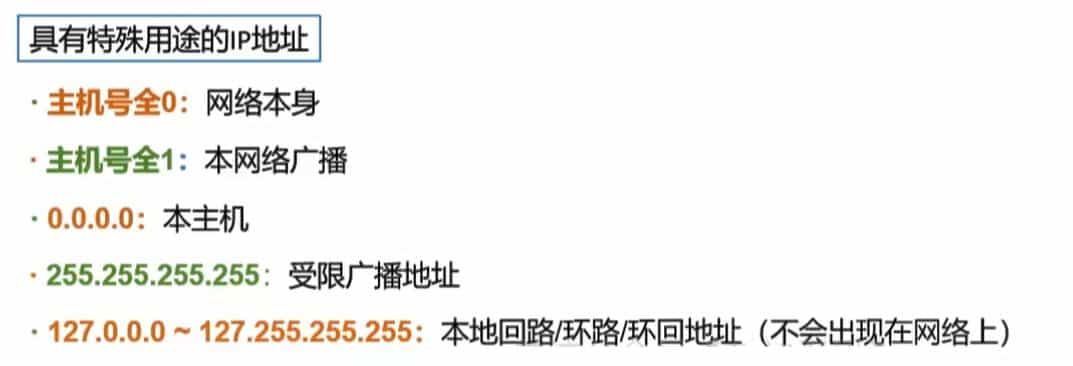 具有特殊用途的IP地址
· 主机号全0：网络本身
· 主机号全1：本网络广播
· 0.0.0.0：本主机
· 255.255.255.255：受限广播地址
· 127.0.0.0 ~ 127.255.255.255：本地回路/环路/环回地址（不会出现在网络上）